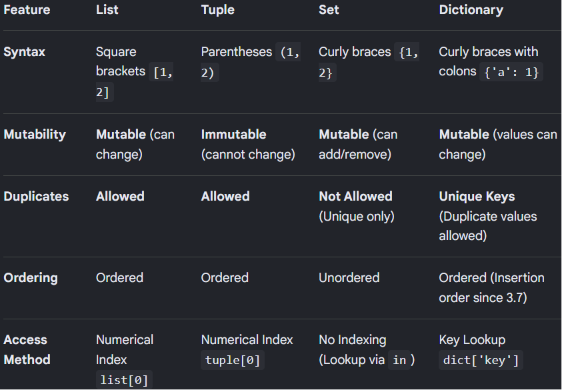 Feature List Tuple Set Dictionary
Syntax Square Parentheses (1, Curly braces {1, Curly braces with
brackets [1, 2) 2} colons {'a': 1}
2]
Mutability Mutable (can Immutable Mutable (can Mutable (values can
change) (cannot change) add/remove) change)
Duplicates Allowed Allowed Not Allowed Unique Keys
(Unique only) (Duplicate values
allowed)
Ordering Ordered Ordered Unordered Ordered (Insertion
order since 3.7)
Access Numerical Numerical Index No Indexing Key Lookup
Method Index tuple[0] (Lookup via in) dict['key']
list[0]